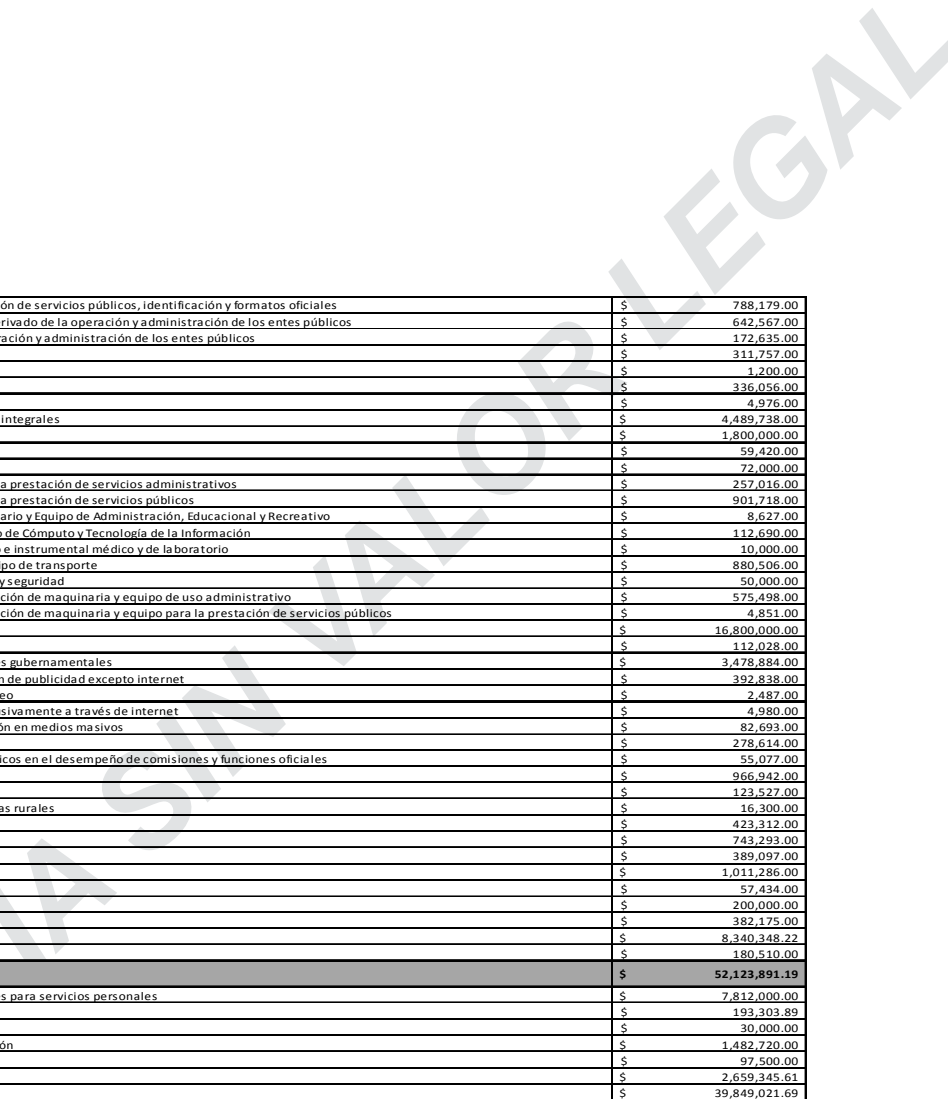 ón de servicios públicos, identificación y formatos oficiales $ 788,179.00
erivado de la operación y administración de los entes públicos $ 642,567.00
ración y administración de los entes públicos $ 172,635.00
$ 311,757.00
$ 1,200.00
$ 336,056.00
$ 4,976.00
integrales $ 4,489,738.00
$ 1,800,000.00
$ 59,420.00
$ 72,000.00
a prestación de servicios administrativos $ 257,016.00
a prestación de servicios públicos $ 901,718.00
ario y Equipo de Administración, Educacional y Recreativo $ 8,627.00
o de Cómputo y Tecnología de la Información $ 112,690.00
o e instrumental médico y de laboratorio $ 10,000.00
ipo de transporte $ 880,506.00
y seguridad $ 50,000.00
ción de maquinaria y equipo de uso administrativo $ 575,498.00
ción de maquinaria y equipo para la prestación de servicios públicos $ 4,851.00
$ 16,800,000.00
$ 112,028.00
s gubernamentales $ 3,478,884.00
n de publicidad excepto internet $ 392,838.00
eo $ 2,487.00
usivamente a través de internet $ 4,980.00
ón en medios masivos $ 82,693.00
$ 278,614.00
icos en el desempeño de comisiones y funciones oficiales $ 55,077.00
$ 966,942.00
$ 123,527.00
as rurales $ 16,300.00
$ 423,312.00
$ 743,293.00
$ 389,097.00
$ 1,011,286.00
$ 57,434.00
$ 200,000.00
$ 382,175.00
$ 8,340,348.22
$ 180,510.00
$ 52,123,891.19
s para servicios personales $ 7,812,000.00
$ 193,303.89
$ 30,000.00
ón $ 1,482,720.00
$ 97,500.00
$ 2,659,345.61
$ 39,849,021.69
IA SIN VALOR LEGAL